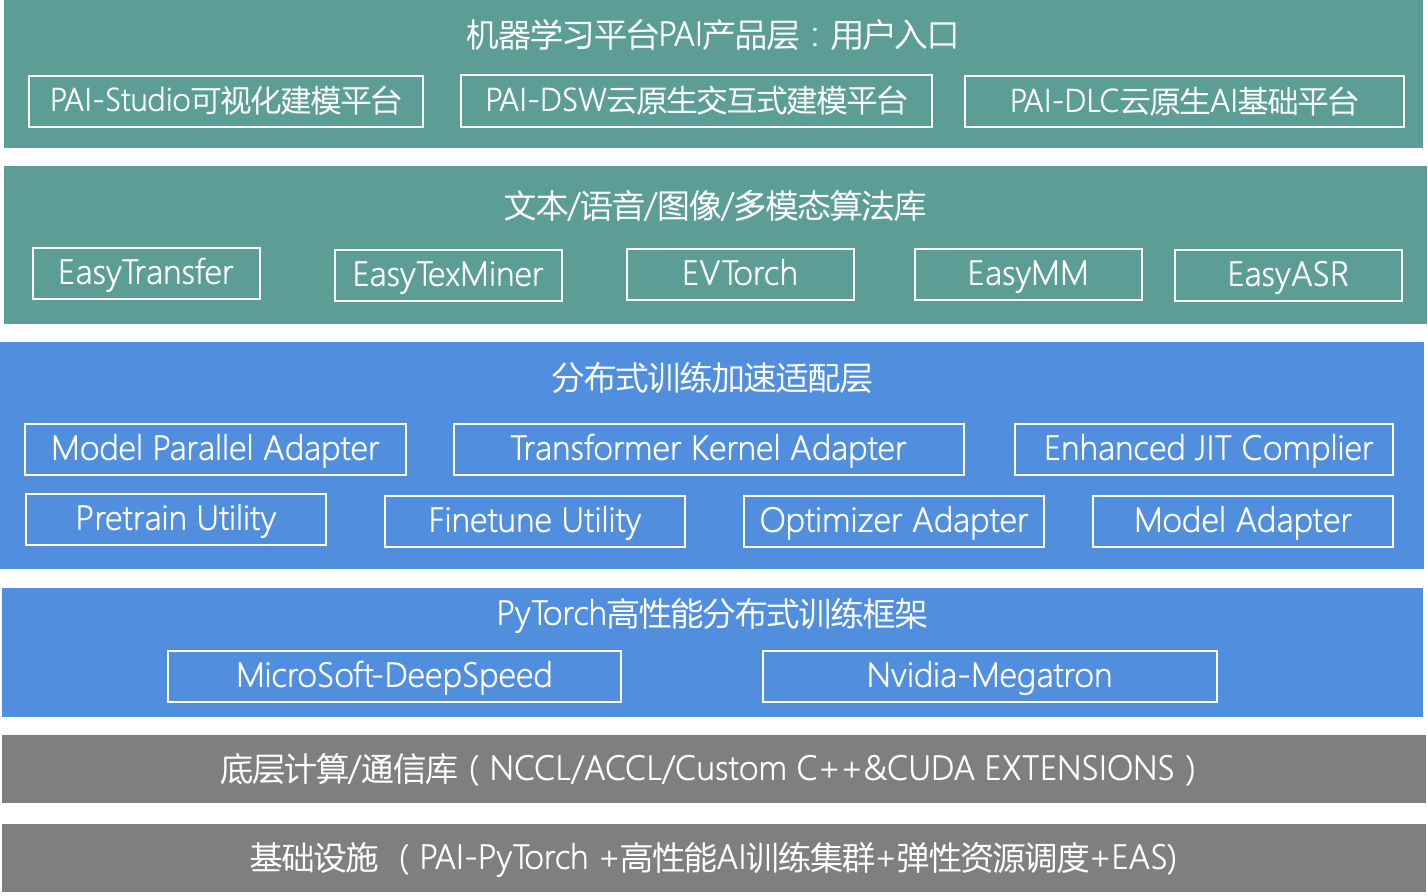 机器学习平台PAI产品层：用户入口
PAI-Studio可视化建模平台
PAI-DSW云原生交互式建模平台
PAI-DLC云原生AI基础平台
文本/语音/图像/多模态算法库
EasyTransfer
EasyTexMiner
EVTorch
EasyMM
EasyASR
分布式训练加速适配层
Model Parallel Adapter
Transformer Kernel Adapter
Enhanced JIT Complier
Pretrain Utility
Finetune Utility
Optimizer Adapter
Model Adapter
PyTorch高性能分布式训练框架
MicroSoft-DeepSpeed
Nvidia-Megatron
底层计算/通信库（NCCL/ACCL/Custom C++&CUDA EXTENSIONS）
基础设施 （PAI-PyTorch +高性能AI训练集群+弹性资源调度+EAS)